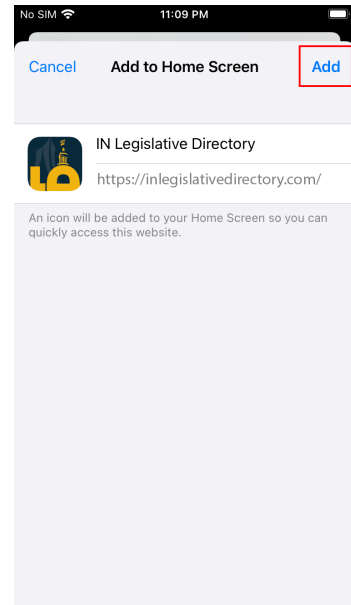 No SIM 11:09 PM
Cancel Add to Home Screen Add
IN Legislative Directory
https://inlegislativedirectory.com/
An icon will be added to your Home Screen so you can
quickly access this website.